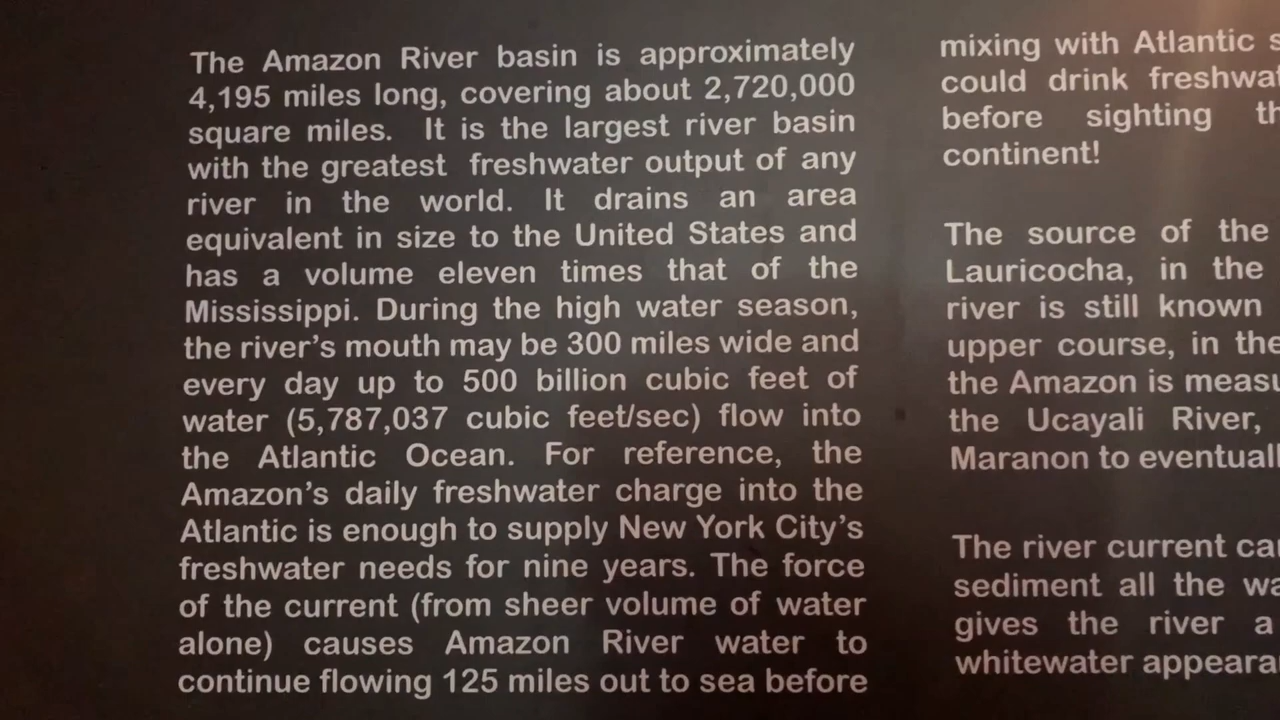 The Amazon River basin is approximately
4,195 miles long, covering about 2,720,000
square miles. It is the largest river basin
with the greatest freshwater output of any
river in the world. It drains an area
equivalent in size to the United States and
has a volume eleven times that of the
Mississippi. During the high water season,
the river's mouth may be 300 miles wide and
every day up to 500 billion cubic feet of
water (5,787,037 cubic feet/sec) flow into
the Atlantic Ocean. For reference, the
Amazon's daily freshwater charge into the
Atlantic is enough to supply New York City's
freshwater needs for nine years. The force
of the current (from sheer volume of water
alone) causes Amazon River water to
continue flowing 125 miles out to sea before
mixing with Atlantic
could drink
before sighting
continent!
The source of the
Lauricocha, in the
river is still known
upper course, in
the Amazon is
the Ucayali River,
Maranon to
The river current
sediment all the
gives the river a
whitewater